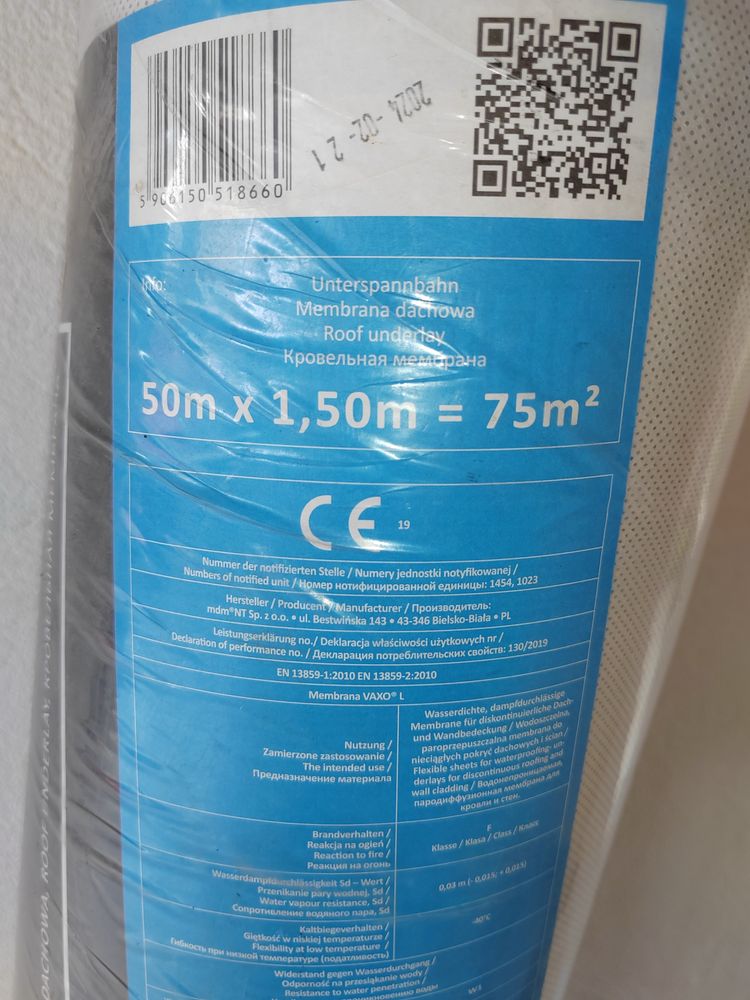 5 906150 518660
2024-02-21
Info:
Unterspannbahn
Membrana dachowa
Roof underlay
Кровельная мембрана
50m x 1,50m = 75m²
CE 19
Nummer der notifizierten Stelle / Numery jednostki notyfikowanej /
Numbers of notified unit / Номер нотифицированной единицы: 1454, 1023
Hersteller / Producent / Manufacturer / Производитель:
mdm®NT Sp. z o.o. • ul. Bestwińska 143 • 43-346 Bielsko-Biala • PL
Leistungserklärung no./ Deklaracja właściwości użytkowych nr /
Declaration of performance no. / Декларация потребительских свойств: 130/2019
EN 13859-1:2010 EN 13859-2:2010
Membrana VAXO® L
Nutzung /
Zamierzone zastosowanie /
The intended use /
Предназначение материала
Wasserdichte, dampfdurchlässige
Membrane für diskontinuierliche Dach-
und Wandbedeckung / Wodoszczelna,
paroprzepuszczalna membrana do
nieciągłych pokryć dachowych i ścian /
Flexible sheets for waterproofing- un-
derlays for discontinuous roofing and
wall cladding / Водонепроницаемая,
пародиффузионная мембрана для
кровли и стен.
Brandverhalten /
Reakcja na ogień /
Reaction to fire /
Реакция на огонь
F
Klasse / Klasa / Class / Класс
Wasserdampfdurchlässigkeit Sd – Wert /
Przenikanie pary wodnej, Sd /
Water vapour resistance, Sd /
Сопротивление водяного пара, Sd
0,03 m (- 0,015; + 0,015)
Kaltbiegeverhalten /
Giętkość w niskiej temperaturze /
Flexibility at low temperature /
Гибкость при низкой температуре (податливость)
-40°C
Widerstand gegen Wasserdurchgang /
Odporność na przesiąkanie wody /
Resistance to water penetration /
W1
DACHOWA, ROOF UNDERLAY, КРОВЕЛЬНАЯ